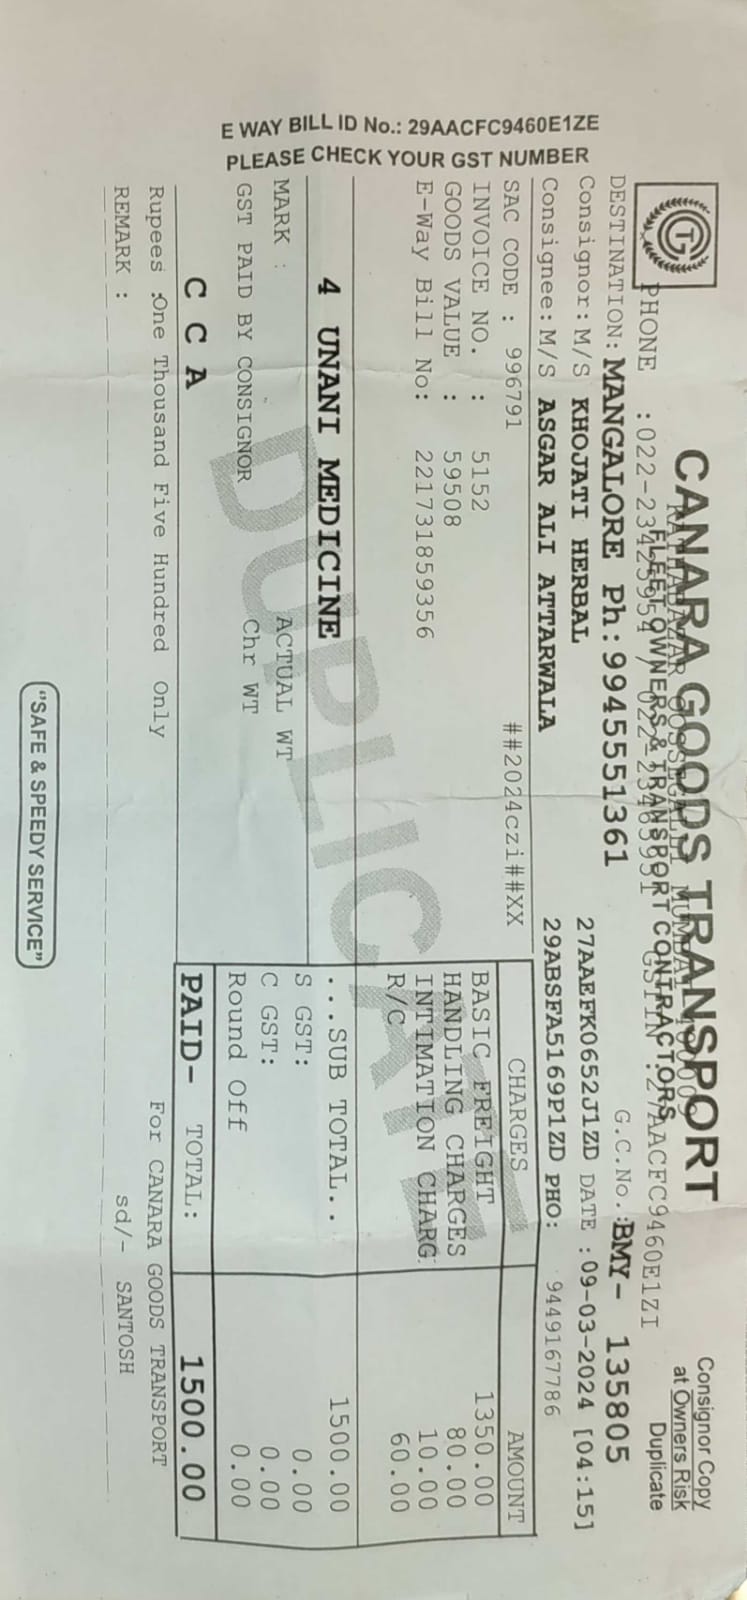 Consignor Copy
at Owners Risk
Duplicate
CANARA GOODS TRANSPORT
FLEET OWNERS & TRANSPORT CONTRACTORS
PHONE :022-23425954 / GSTIN :27AACFC9460E1ZI
G.C.No.:BMY- 135805
DESTINATION: MANGALORE Ph:9945551361
Consignor: M/S KHOJATI HERBAL 27AAEFK0652J1ZD DATE :09-03-2024 [04:15]
Consignee: M/S ASGAR ALI ATTARWALA 29ABSFA5169P1ZD PHO: 9449167786
SAC CODE : 996791 ##2024czi##XX CHARGES AMOUNT
INVOICE NO. : 5152 BASIC FREIGHT 1350.00
GOODS VALUE : 59508 HANDLING CHARGES 80.00
E-Way Bill No: 221731859356 INTIMATION CHARG 10.00
R/C 60.00
4 UNANI MEDICINE ...SUB TOTAL.. 1500.00
MARK : ACTUAL WT S GST: 0.00
C GST: 0.00
GST PAID BY CONSIGNOR Chr WT Round Off 0.00
C C A PAID- TOTAL: 1500.00
Rupees :One Thousand Five Hundred Only For CANARA GOODS TRANSPORT
REMARK : sd/- SANTOSH
DUPLICATE
E WAY BILL ID No.: 29AACFC9460E1ZE
PLEASE CHECK YOUR GST NUMBER
"SAFE & SPEEDY SERVICE"